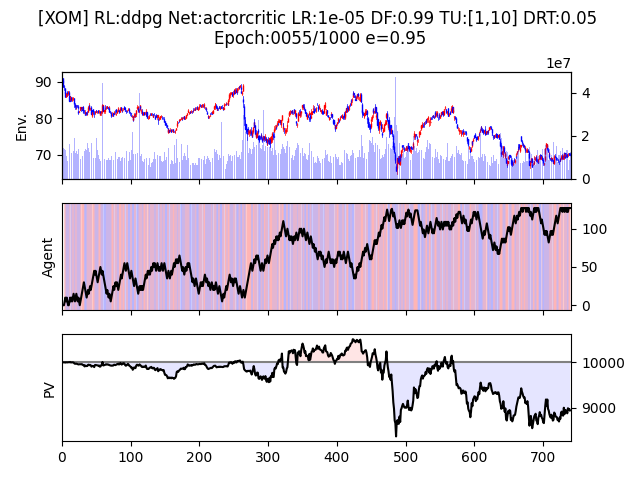 [XOM] RL:ddpg Net:actorcritic LR:1e-05 DF:0.99 TU:[1,10] DRT:0.05
Epoch:0055/1000 e=0.95
1e7
90
80
70
Env.
4
2
0
Agent
100
50
0
PV
10000
9000
0 100 200 300 400 500 600 700